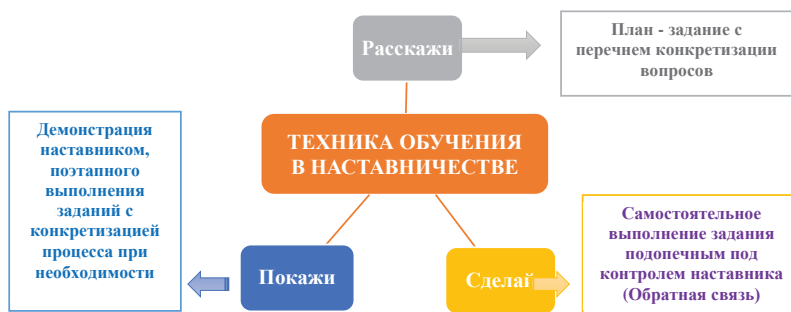 Расскажи
План - задание с
перечнем конкретизации
вопросов
ТЕХНИКА ОБУЧЕНИЯ
В НАСТАВНИЧЕСТВЕ
Демонстрация
наставником,
поэтапного
выполнения
заданий с
конкретизацией
процесса при
необходимости
Покажи
Сделай
Самостоятельное
выполнение задания
подопечным под
контролем наставника
(Обратная связь)